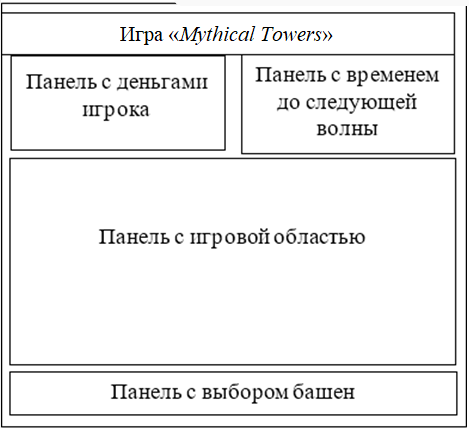 Игра «Mythical Towers»
Панель с деньгами
игрока
Панель с временем
до следующей
волны
Панель с игровой областью
Панель с выбором башен